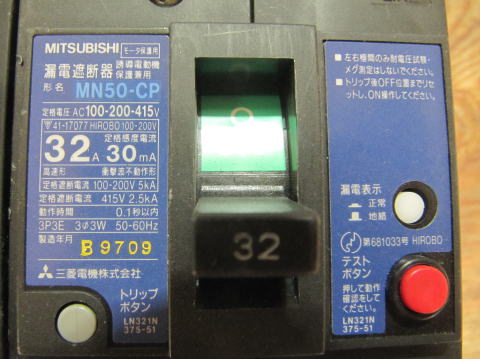 MITSUBISHI モータ保護用
漏電遮断器 誘導電動機保護兼用
形名 MN50-CP
定格電圧 AC100-200-415V
41-17077 HIROBO 100-200V
定格感度電流
32A 30mA
高速形 衝撃波不動作形
定格遮断電流 100-200V 5kA
定格遮断電流 415V 2.5kA
動作時間 0.1秒以内
3P3E 3φ3W 50-60Hz
製造年月 B 9709
三菱電機株式会社
トリップ
ボタン
LN321N
375-51
32
●左右極間のみ耐電圧試験・
メグ測定はしないでください。
●トリップ後OFF位置までリセ
ットし、ON操作してください。
漏電表示
正常
地絡
第681033号 HIROBO
テスト
ボタン
押して動作
確認をして
ください。
LN321N
375-51